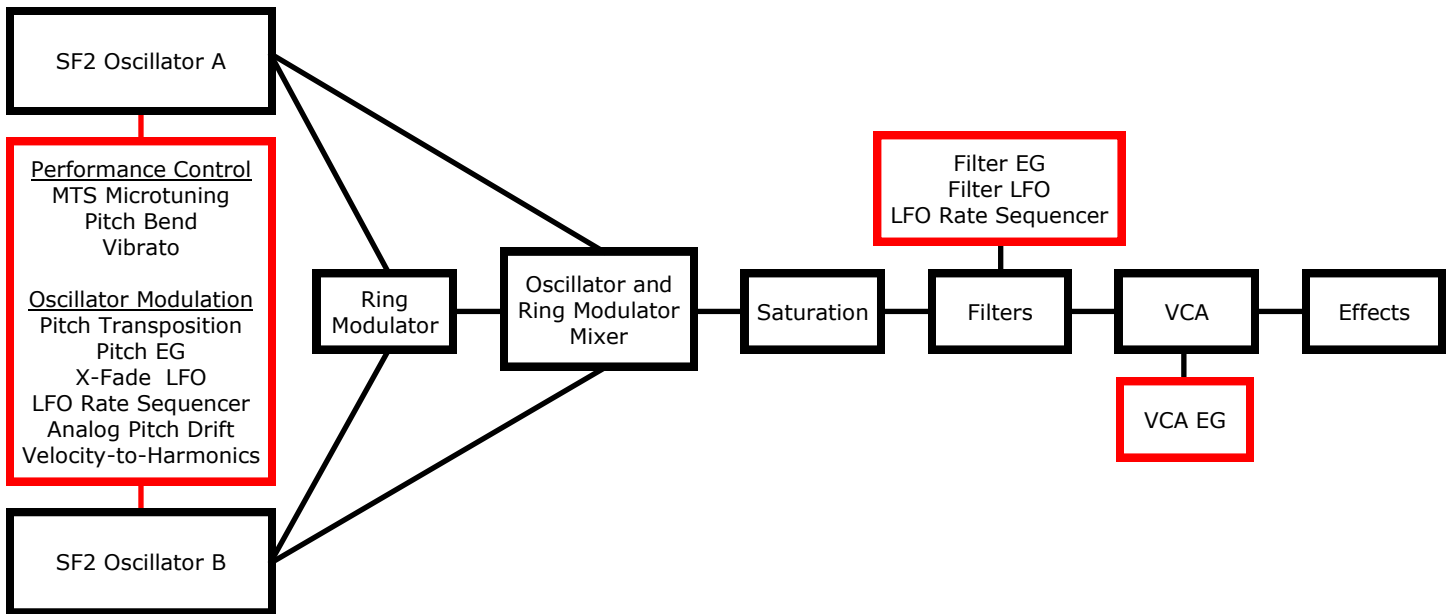 SF2 Oscillator A
Performance Control
MTS Microtuning
Pitch Bend
Vibrato
Oscillator Modulation
Pitch Transposition
Pitch EG
X-Fade  LFO
LFO Rate Sequencer
Analog Pitch Drift
Velocity-to-Harmonics
SF2 Oscillator B
Ring
Modulator
Oscillator and
Ring Modulator
Mixer
Saturation
Filter EG
Filter LFO
LFO Rate Sequencer
Filters
VCA
VCA EG
Effects